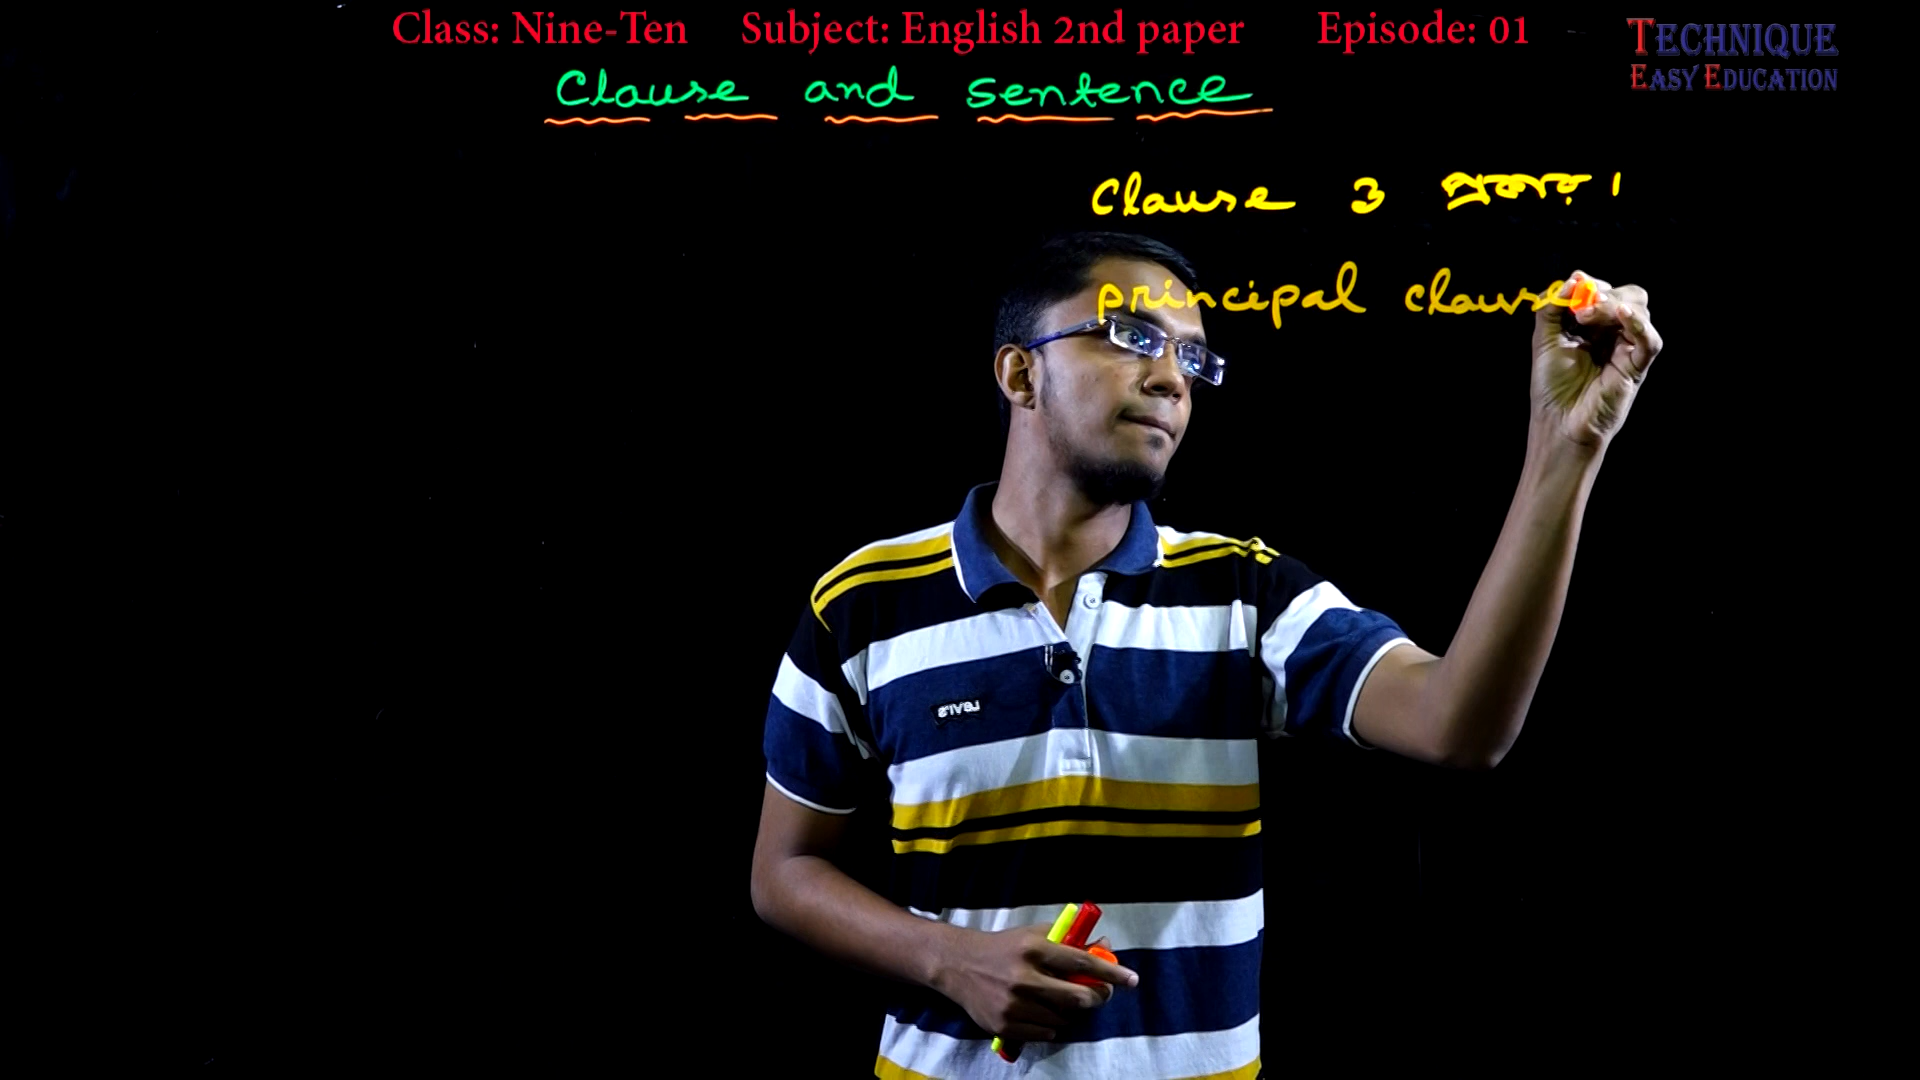 Class: Nine-Ten Subject: English 2nd paper Episode: 01
TECHNIQUE
EASY EDUCATION
Clause and sentence
Clause ও প্রকার।
principal clause
LEVI'S